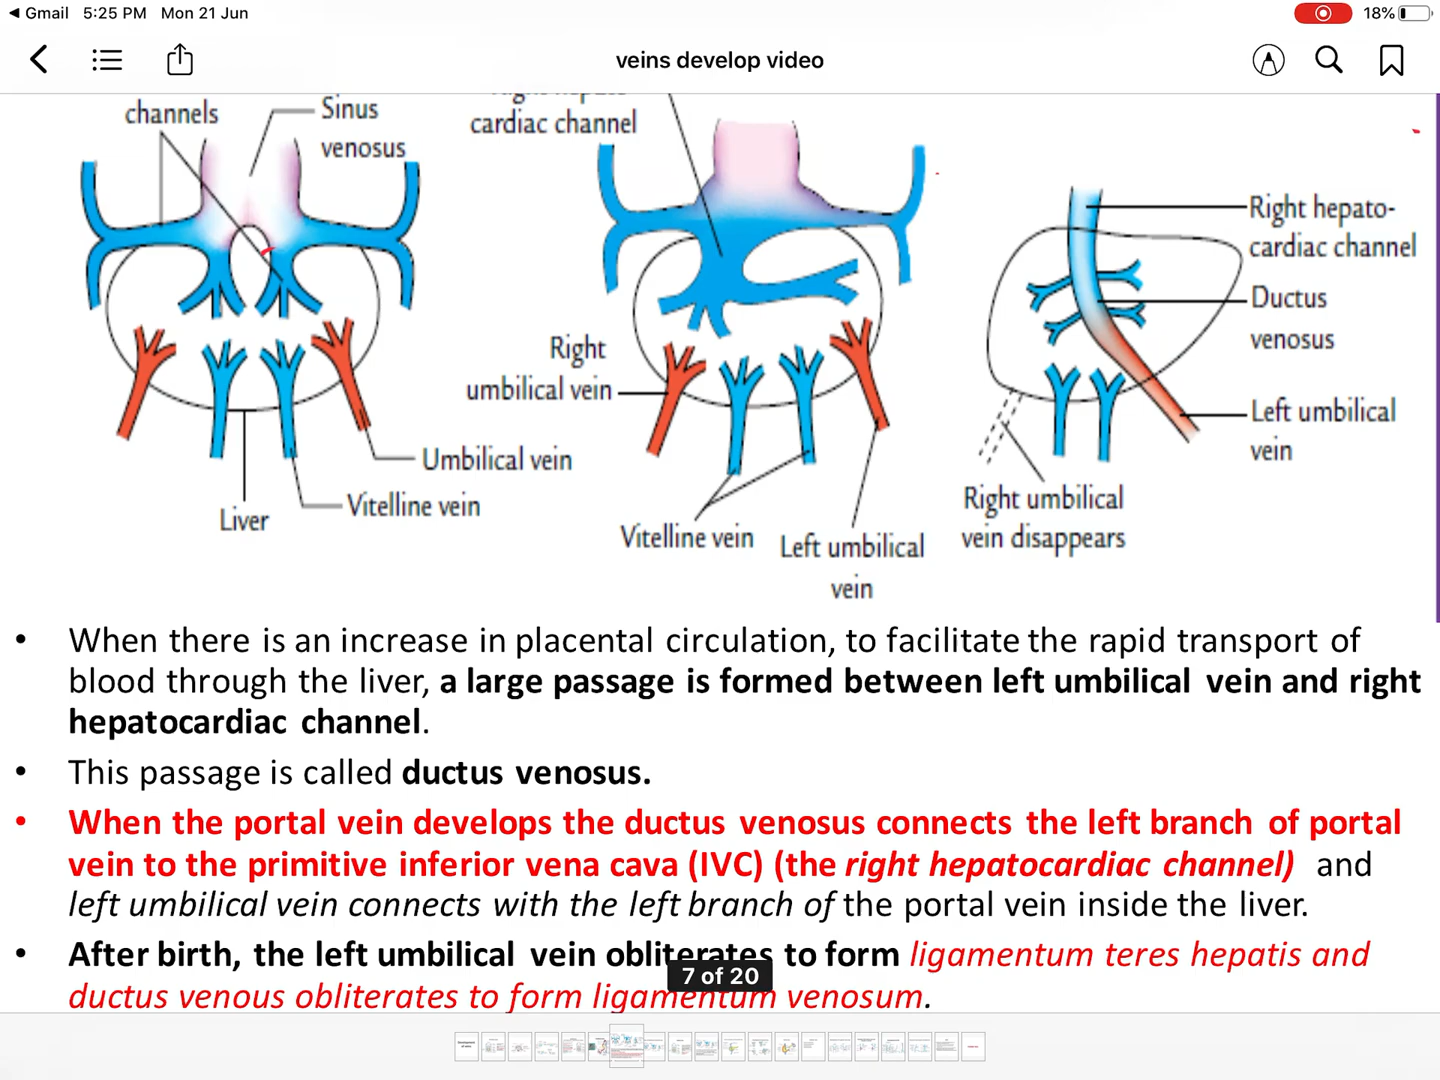 Gmail 5:25 PM Mon 21 Jun
18%
veins develop video
channels
Sinus
venosus
cardiac channel
Right hepato-
cardiac channel
Ductus
venosus
Right
umbilical vein
Left umbilical
vein
Umbilical vein
Vitelline vein
Liver
Vitelline vein
Left umbilical
vein
Right umbilical
vein disappears
• When there is an increase in placental circulation, to facilitate the rapid transport of
blood through the liver, a large passage is formed between left umbilical vein and right
hepatocardiac channel.
• This passage is called ductus venosus.
• When the portal vein develops the ductus venosus connects the left branch of portal
vein to the primitive inferior vena cava (IVC) (the right hepatocardiac channel) and
left umbilical vein connects with the left branch of the portal vein inside the liver.
• After birth, the left umbilical vein obliterates to form ligamentum teres hepatis and
ductus venous obliterates to form ligamentum venosum.
7 of 20